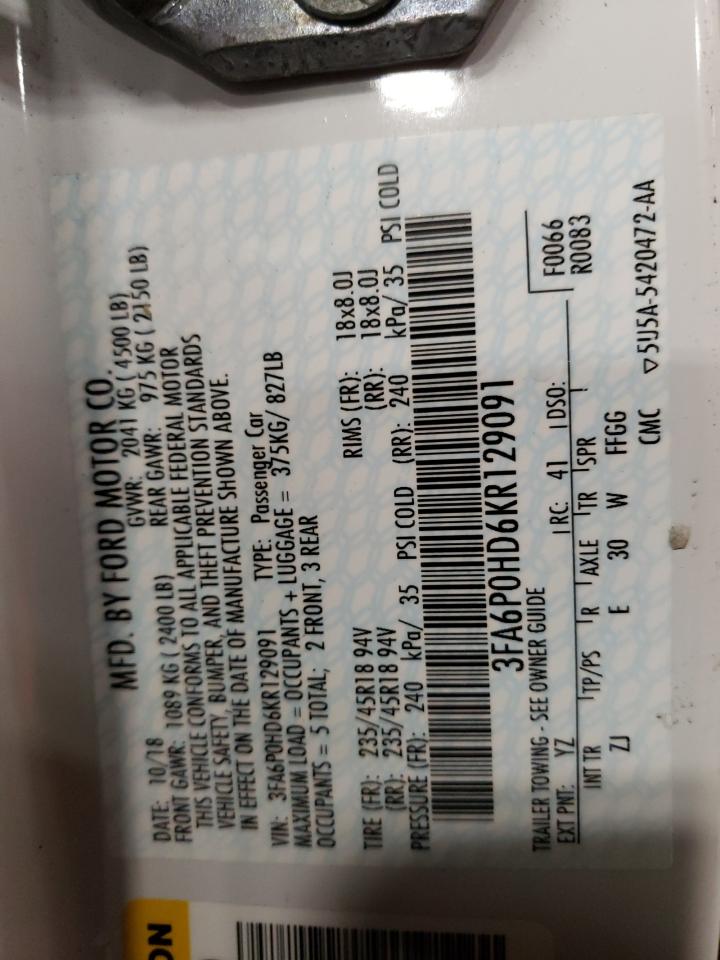 MFD. BY FORD MOTOR CO.
DATE: 10/18 GVWR: 2041 KG ( 4500 LB)
FRONT GAWR: 1089 KG ( 2400 LB) REAR GAWR: 975 KG ( 2150 LB)
THIS VEHICLE CONFORMS TO ALL APPLICABLE FEDERAL MOTOR
VEHICLE SAFETY, BUMPER, AND THEFT PREVENTION STANDARDS
IN EFFECT ON THE DATE OF MANUFACTURE SHOWN ABOVE.
VIN: 3FA6P0HD6KR129091 TYPE: Passenger Car
MAXIMUM LOAD = OCCUPANTS + LUGGAGE = 375KG/ 827LB
OCCUPANTS = 5 TOTAL; 2 FRONT, 3 REAR
TIRE (FR): 235/45R18 94V RIMS (FR): 18x8.0J
(RR): 235/45R18 94V (RR): 18x8.0J
PRESSURE (FR): 240 kPa/ 35 PSI COLD (RR): 240 kPa/ 35 PSI COLD
3FA6P0HD6KR129091
TRAILER TOWING - SEE OWNER GUIDE
F0066
R0083
EXT PNT: YZ RC: 41 DSO:
INT TR TP/PS R AXLE TR SPR
ZJ E 30 W FFGG
CMC ▽5U5A-5420472-AA
ON